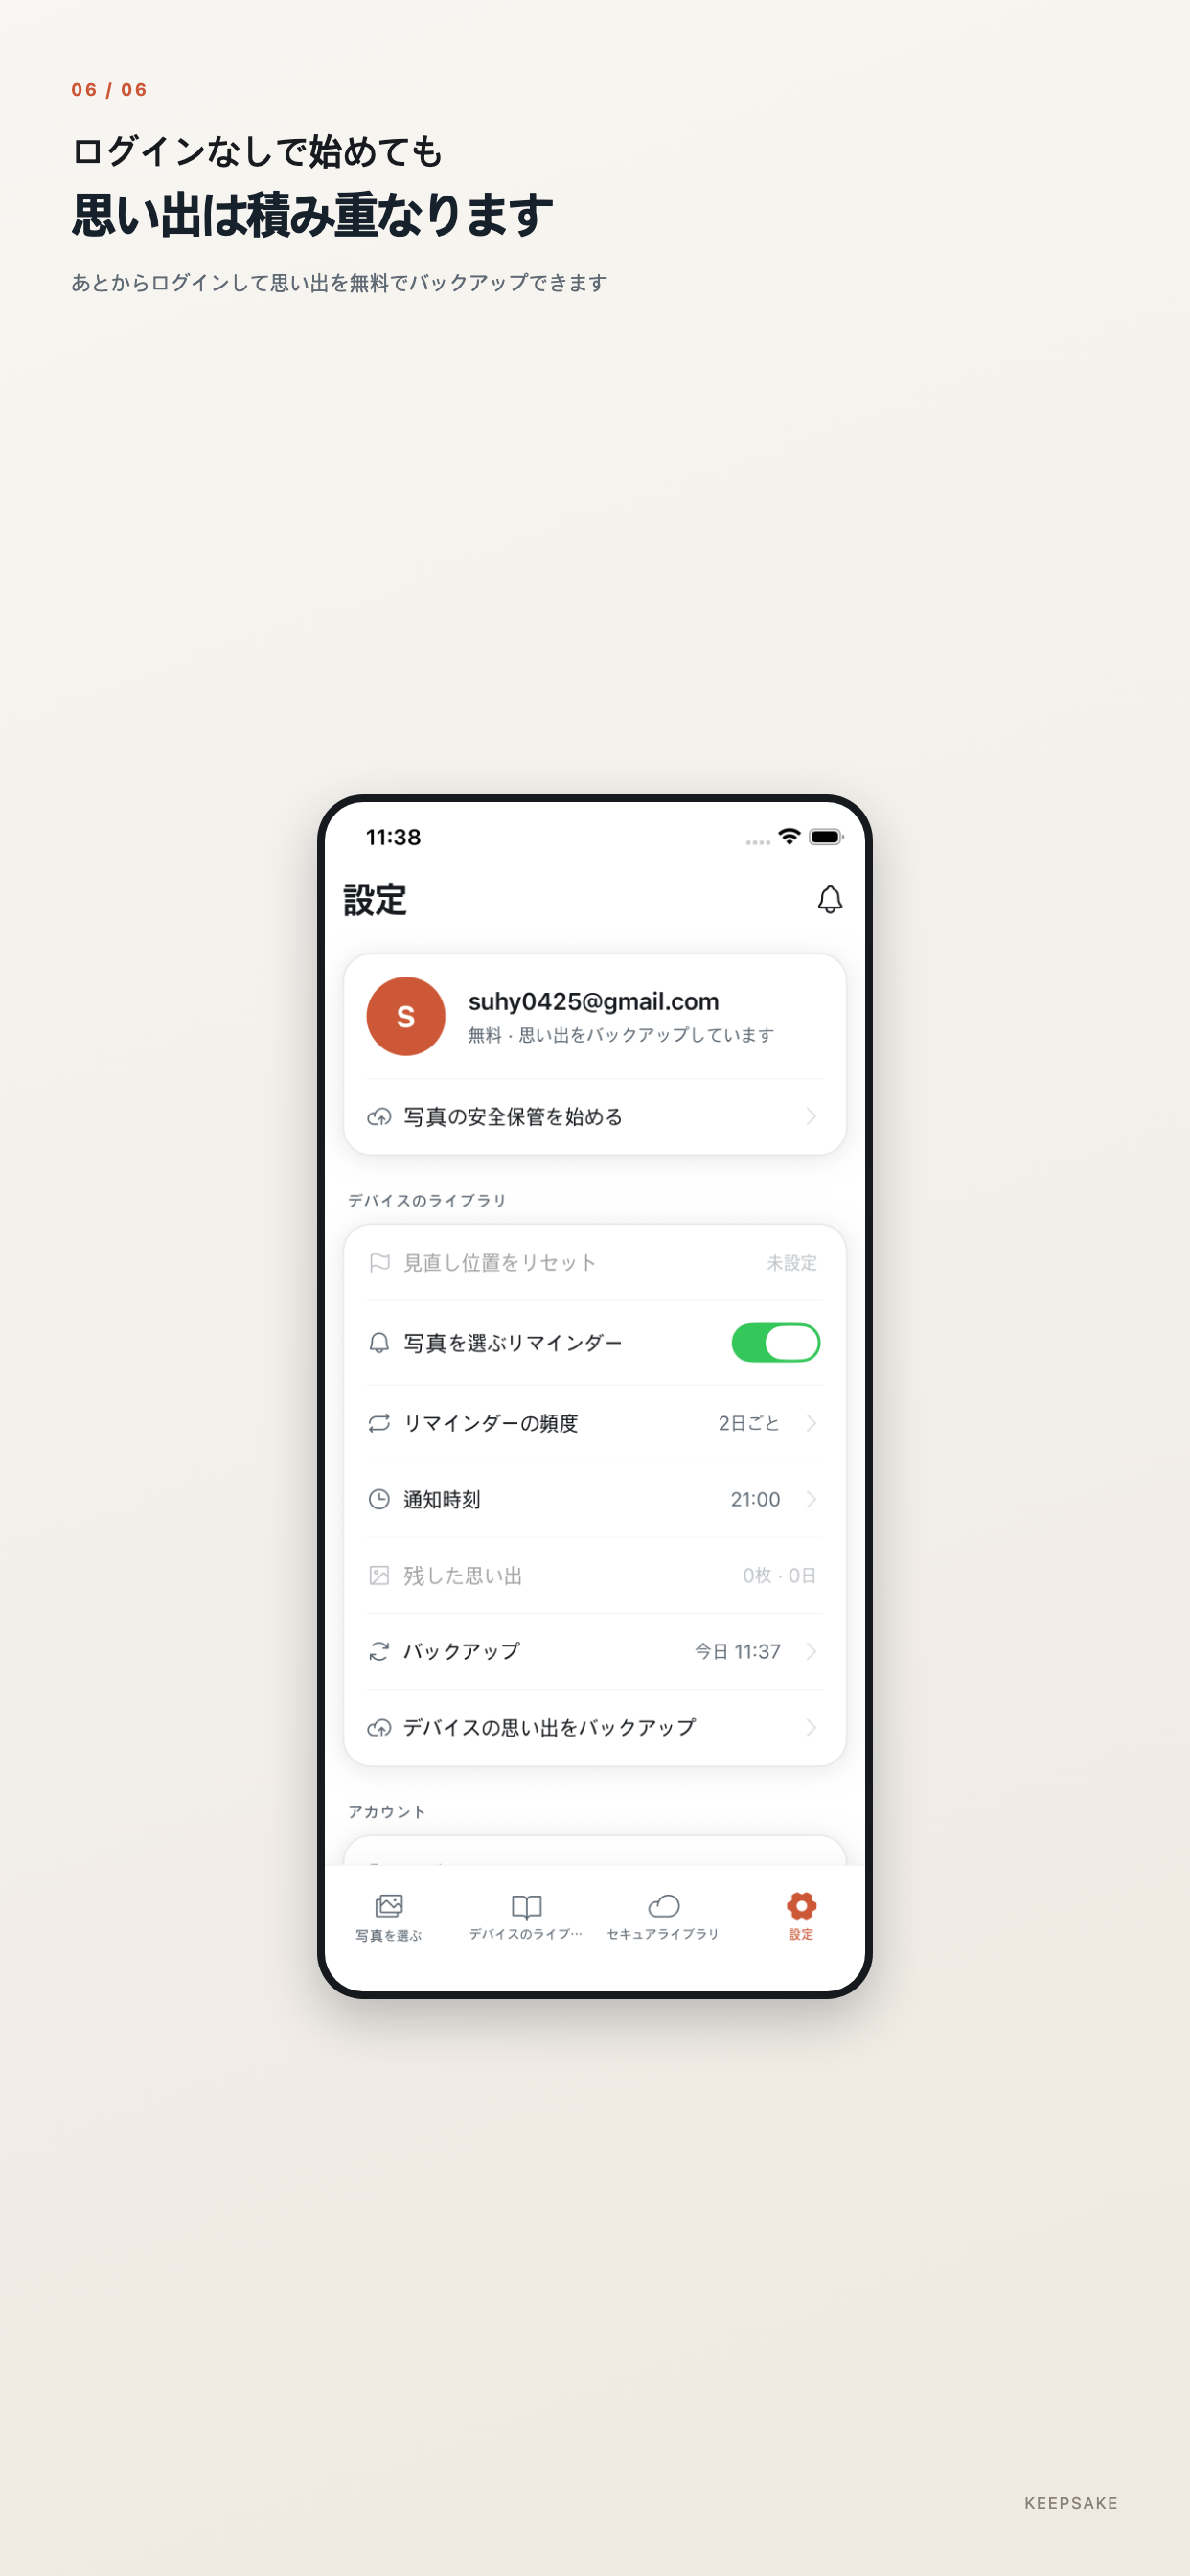 06 / 06
ログインなしで始めても
思い出は積み重なります
あとからログインして思い出を無料でバックアップできます
11:38
設定
S
suhy0425@gmail.com
無料 · 思い出をバックアップしています
写真の安全保管を始める
デバイスのライブラリ
見直し位置をリセット 未設定
写真を選ぶリマインダー
リマインダーの頻度 2日ごと
通知時刻 21:00
残した思い出 0枚 · 0日
バックアップ 今日 11:37
デバイスの思い出をバックアップ
アカウント
写真を選ぶ デバイスのライブ… セキュアライブラリ 設定
KEEPSAKE